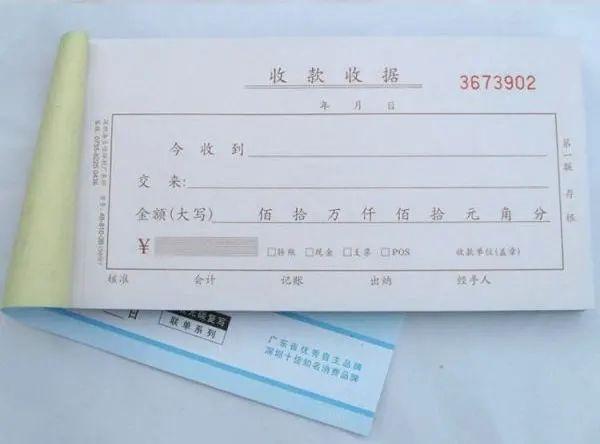 收款收据
3673902
年 月 日
今收到
交来:
金额(大写) 佰 拾 万 仟 佰 拾 元 角 分
¥ □转账 □现金 □支票 □POS 收款单位(盖章)
核准 会计 记账 出纳 经手人
第一联 存根
联单系列
日
广东省优秀自主品牌
深圳十佳知名消费品牌